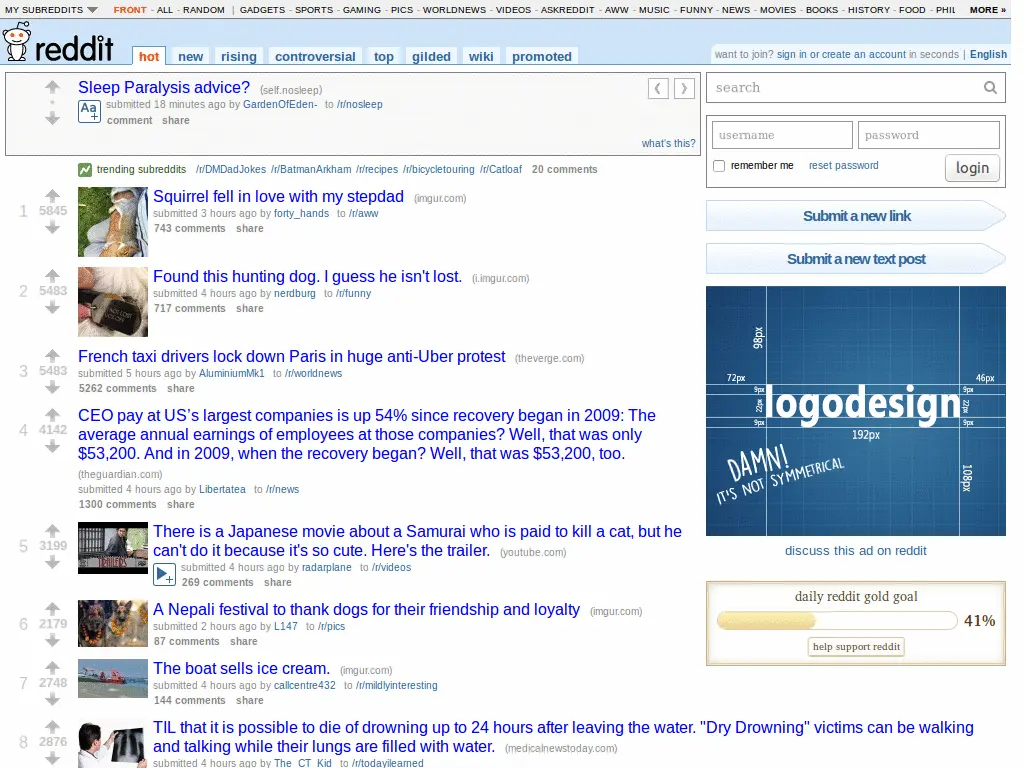 MY SUBREDDITS FRONT - ALL - RANDOM | GADGETS - SPORTS - GAMING - PICS - WORLDNEWS - VIDEOS - ASKREDDIT - AWW - MUSIC - FUNNY - NEWS - MOVIES - BOOKS - HISTORY - FOOD - PHIL MORE »
reddit hot new rising controversial top gilded wiki promoted
want to join? sign in or create an account in seconds | English
Sleep Paralysis advice? (self.nosleep)
Aa+ submitted 18 minutes ago by GardenOfEden- to /r/nosleep
comment share
what's this?
trending subreddits /r/DMDadJokes /r/BatmanArkham /r/recipes /r/bicycletouring /r/Catloaf 20 comments
1 5845
Squirrel fell in love with my stepdad (imgur.com)
submitted 3 hours ago by forty_hands to /r/aww
743 comments share
2 5483
Found this hunting dog. I guess he isn't lost. (i.imgur.com)
submitted 4 hours ago by nerdburg to /r/funny
717 comments share
3 5483
French taxi drivers lock down Paris in huge anti-Uber protest (theverge.com)
submitted 5 hours ago by AluminiumMk1 to /r/worldnews
5262 comments share
4 4142
CEO pay at US’s largest companies is up 54% since recovery began in 2009: The
average annual earnings of employees at those companies? Well, that was only
$53,200. And in 2009, when the recovery began? Well, that was $53,200, too.
(theguardian.com)
submitted 4 hours ago by Libertatea to /r/news
1300 comments share
5 3199
There is a Japanese movie about a Samurai who is paid to kill a cat, but he
can't do it because it's so cute. Here's the trailer. (youtube.com)
submitted 4 hours ago by radarplane to /r/videos
269 comments share
6 2179
A Nepali festival to thank dogs for their friendship and loyalty (imgur.com)
submitted 2 hours ago by L147 to /r/pics
87 comments share
7 2748
The boat sells ice cream. (imgur.com)
submitted 4 hours ago by callcentre432 to /r/mildlyinteresting
144 comments share
8 2876
TIL that it is possible to die of drowning up to 24 hours after leaving the water. "Dry Drowning" victims can be walking
and talking while their lungs are filled with water. (medicalnewstoday.com)
submitted 4 hours ago by The_CT_Kid to /r/todayilearned
search
username password
remember me reset password login
Submit a new link
Submit a new text post
98px
72px 46px
9px 9px
22px logodesign 22px
9px 9px
192px
DAMN!
IT'S NOT SYMMETRICAL
108px
discuss this ad on reddit
daily reddit gold goal
41%
help support reddit